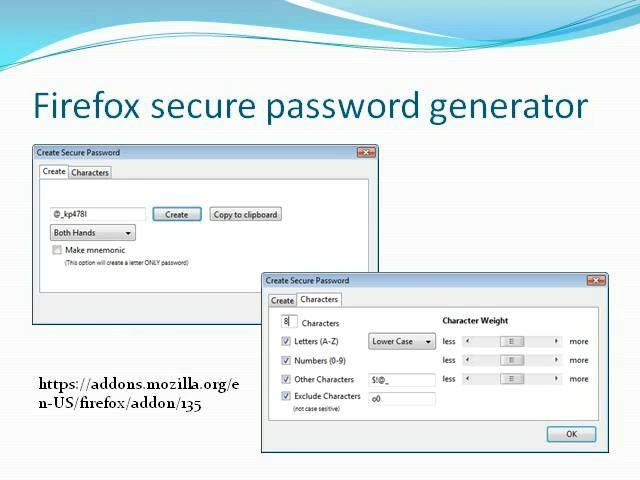 Firefox secure password generator
Create Secure Password
Create Characters
@_kp478l Create Copy to clipboard
Both Hands
Make mnemonic
(This option will create a letter ONLY password)
Create Secure Password
Create Characters
8 Characters Character Weight
Letters (A-Z) Lower Case less more
Numbers (0-9) less more
Other Characters $!@_ less more
Exclude Characters o0
(not case sesitive)
OK
https://addons.mozilla.org/e
n-US/firefox/addon/135